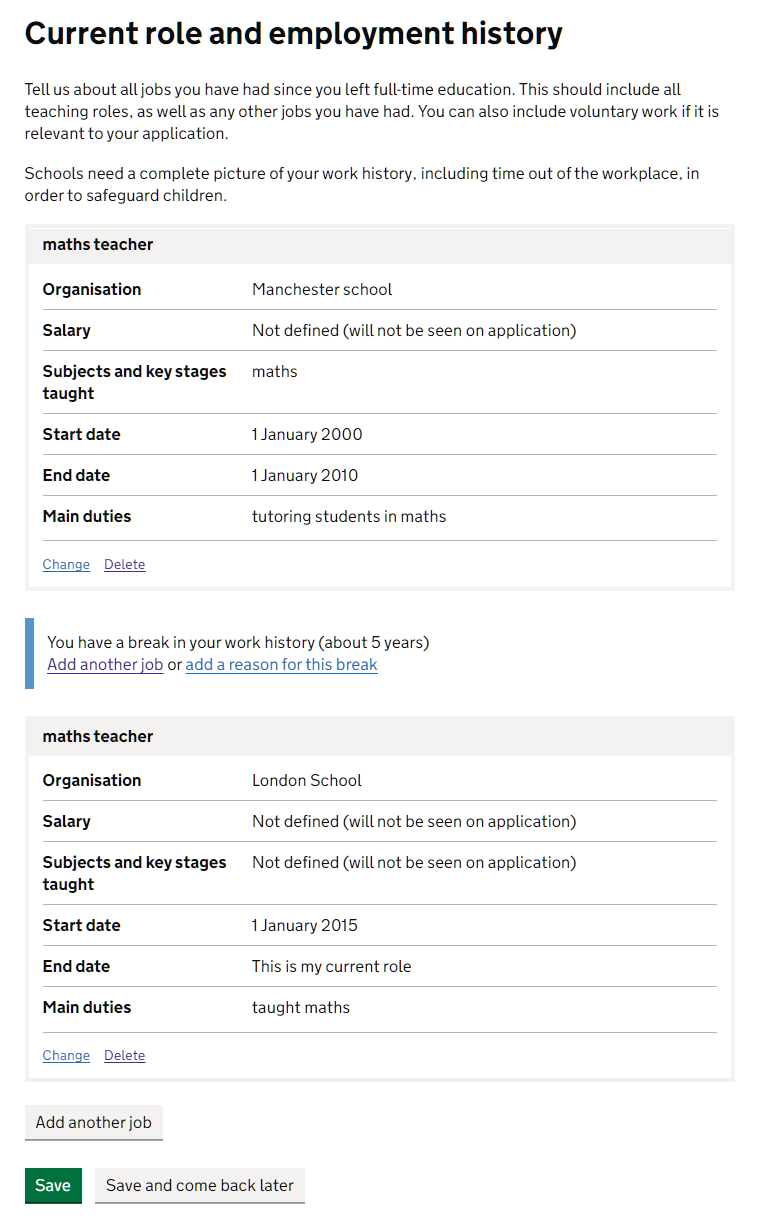 Current role and employment history
Tell us about all jobs you have had since you left full-time education. This should include all
teaching roles, as well as any other jobs you have had. You can also include voluntary work if it is
relevant to your application.
Schools need a complete picture of your work history, including time out of the workplace, in
order to safeguard children.
maths teacher
Organisation Manchester school
Salary Not defined (will not be seen on application)
Subjects and key stages maths
taught
Start date 1 January 2000
End date 1 January 2010
Main duties tutoring students in maths
Change Delete
You have a break in your work history (about 5 years)
Add another job or add a reason for this break
maths teacher
Organisation London School
Salary Not defined (will not be seen on application)
Subjects and key stages Not defined (will not be seen on application)
taught
Start date 1 January 2015
End date This is my current role
Main duties taught maths
Change Delete
Add another job
Save Save and come back later